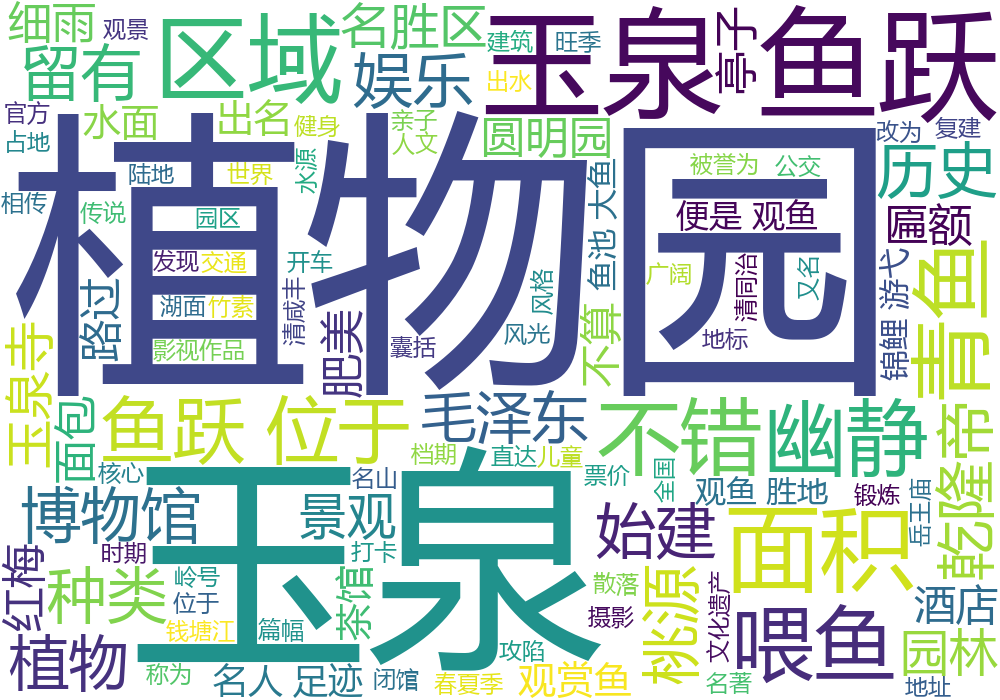 细雨
观景
留有
区域
名胜区
娱乐
建筑
旺季
出水
玉泉
亭子
鱼跃
官方
占地
水面
出名
健身
亲子
人文
圆明园
改为
复建
历史
植物园
相传
传说
陆地
世界
水源
园区
发现
交通
湖面
竹素
开车
清咸丰
影视作品
路过
肥美
囊括
风格
风光
鱼池 大鱼
不算
被誉为
公交
便是 观鱼
广阔
清同治
又名
地标
匾额
锦鲤 游弋
青鱼
玉泉寺
面包
鱼跃 位于
毛泽东
不错
幽静
乾隆帝
核心
档期
直达
儿童
票价
全国
观鱼 胜地
锻炼
岳王庙
博物馆
名山
景观
玉泉
始建
面积
时期
打卡
红梅
种类
岭号
位于
茶馆
散落
摄影
桃源
文化遗产
喂鱼
酒店
园林
钱塘江
篇幅
攻陷
植物
称为
名人 足迹
闭馆
春夏季
观赏鱼
名著
地址